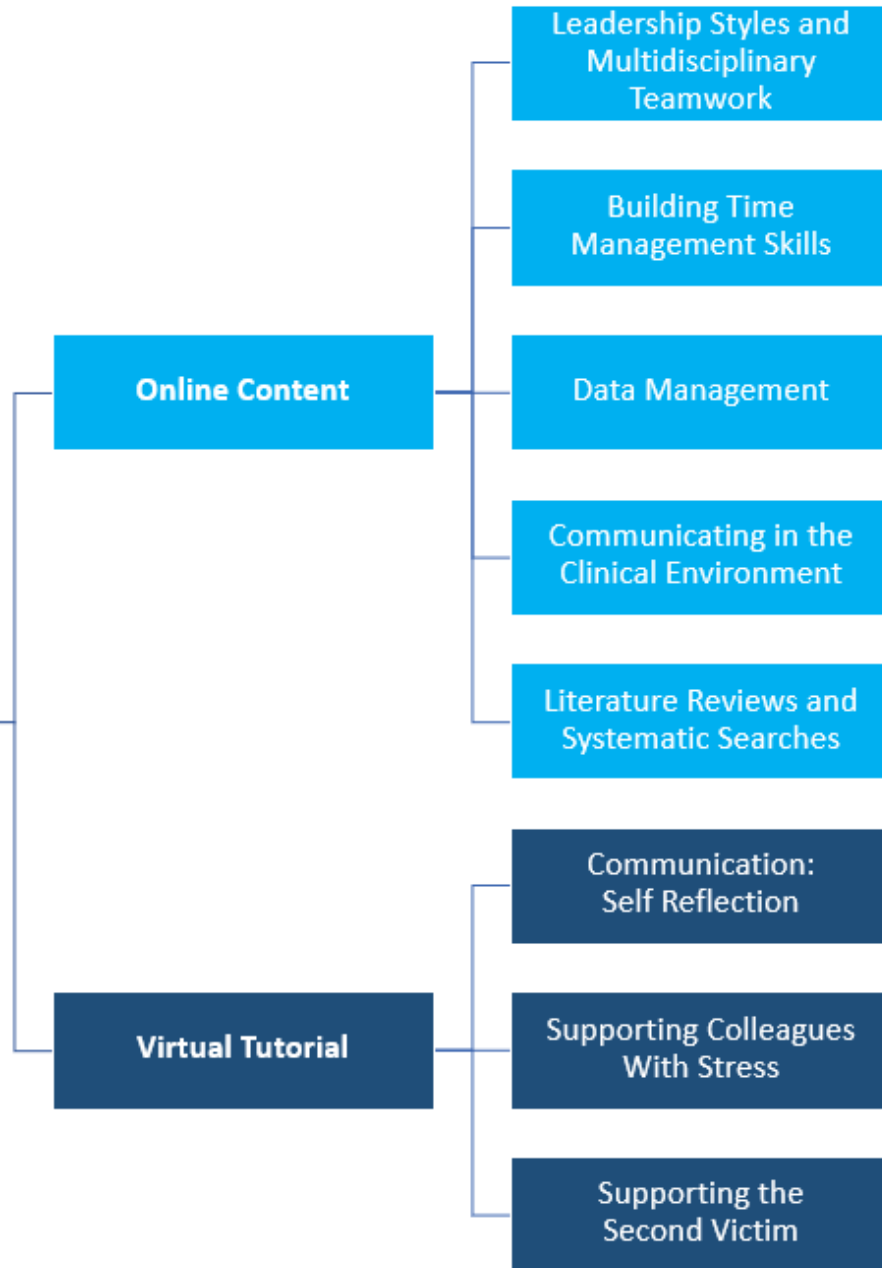 Leadership Styles and
Multidisciplinary
Teamwork
Building Time
Management Skills
Online Content
Data Management
Communicating in the
Clinical Environment
Literature Reviews and
Systematic Searches
Communication:
Self Reflection
Virtual Tutorial
Supporting Colleagues
With Stress
Supporting the
Second Victim